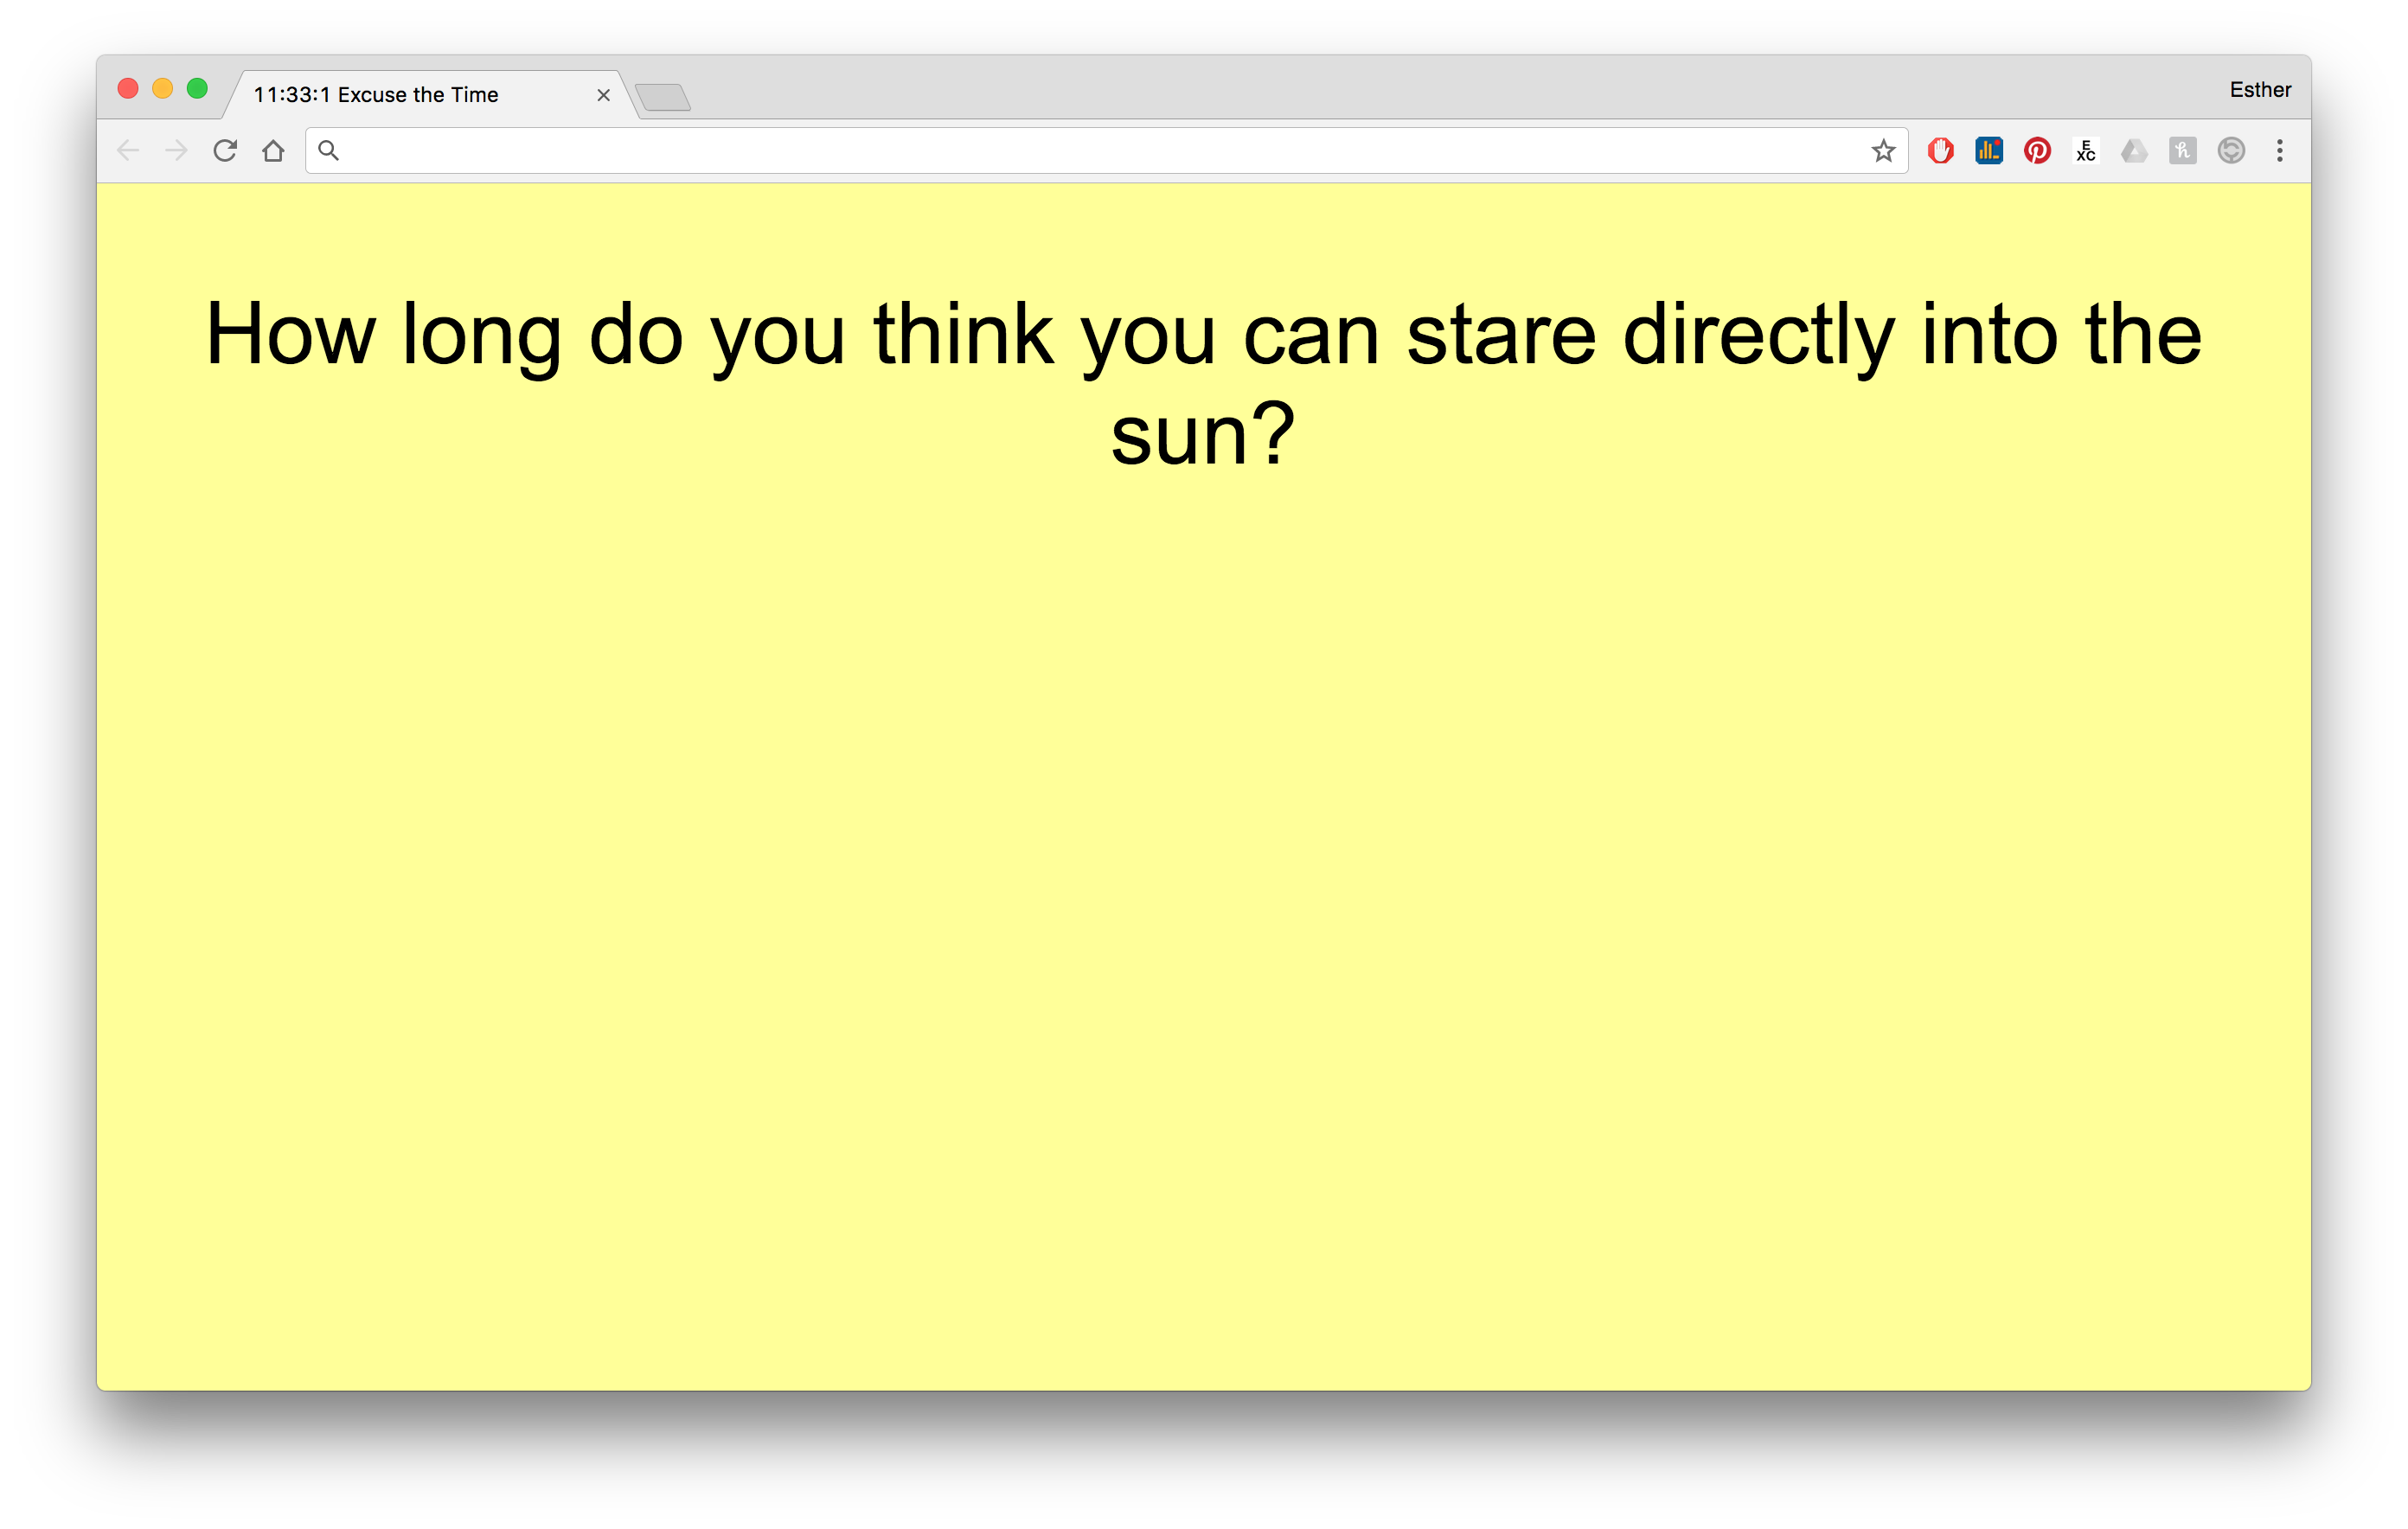 11:33:1 Excuse the Time
Esther
E
XC
h
How long do you think you can stare directly into the
sun?